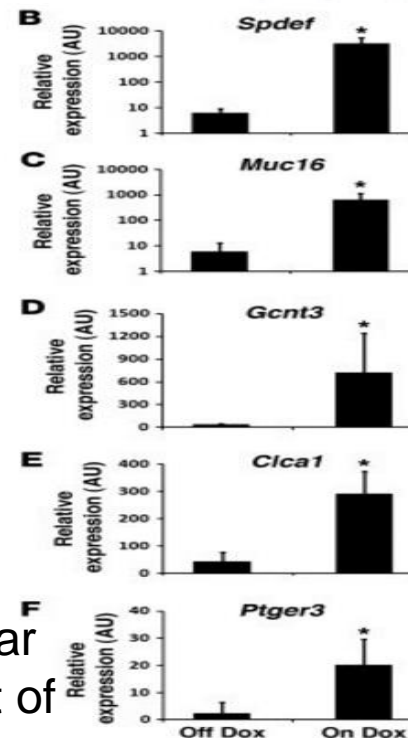 B
Spdef
Relative
expression (AU)
10000
1000
100
10
1
*
C
Muc16
Relative
expression (AU)
10000
1000
100
10
1
*
D
Gcnt3
Relative
expression (AU)
1500
1200
900
600
300
0
*
E
Clca1
Relative
expression (AU)
400
300
200
100
0
*
F
Ptger3
Relative
expression (AU)
40
30
20
10
0
*
Off Dox On Dox
of